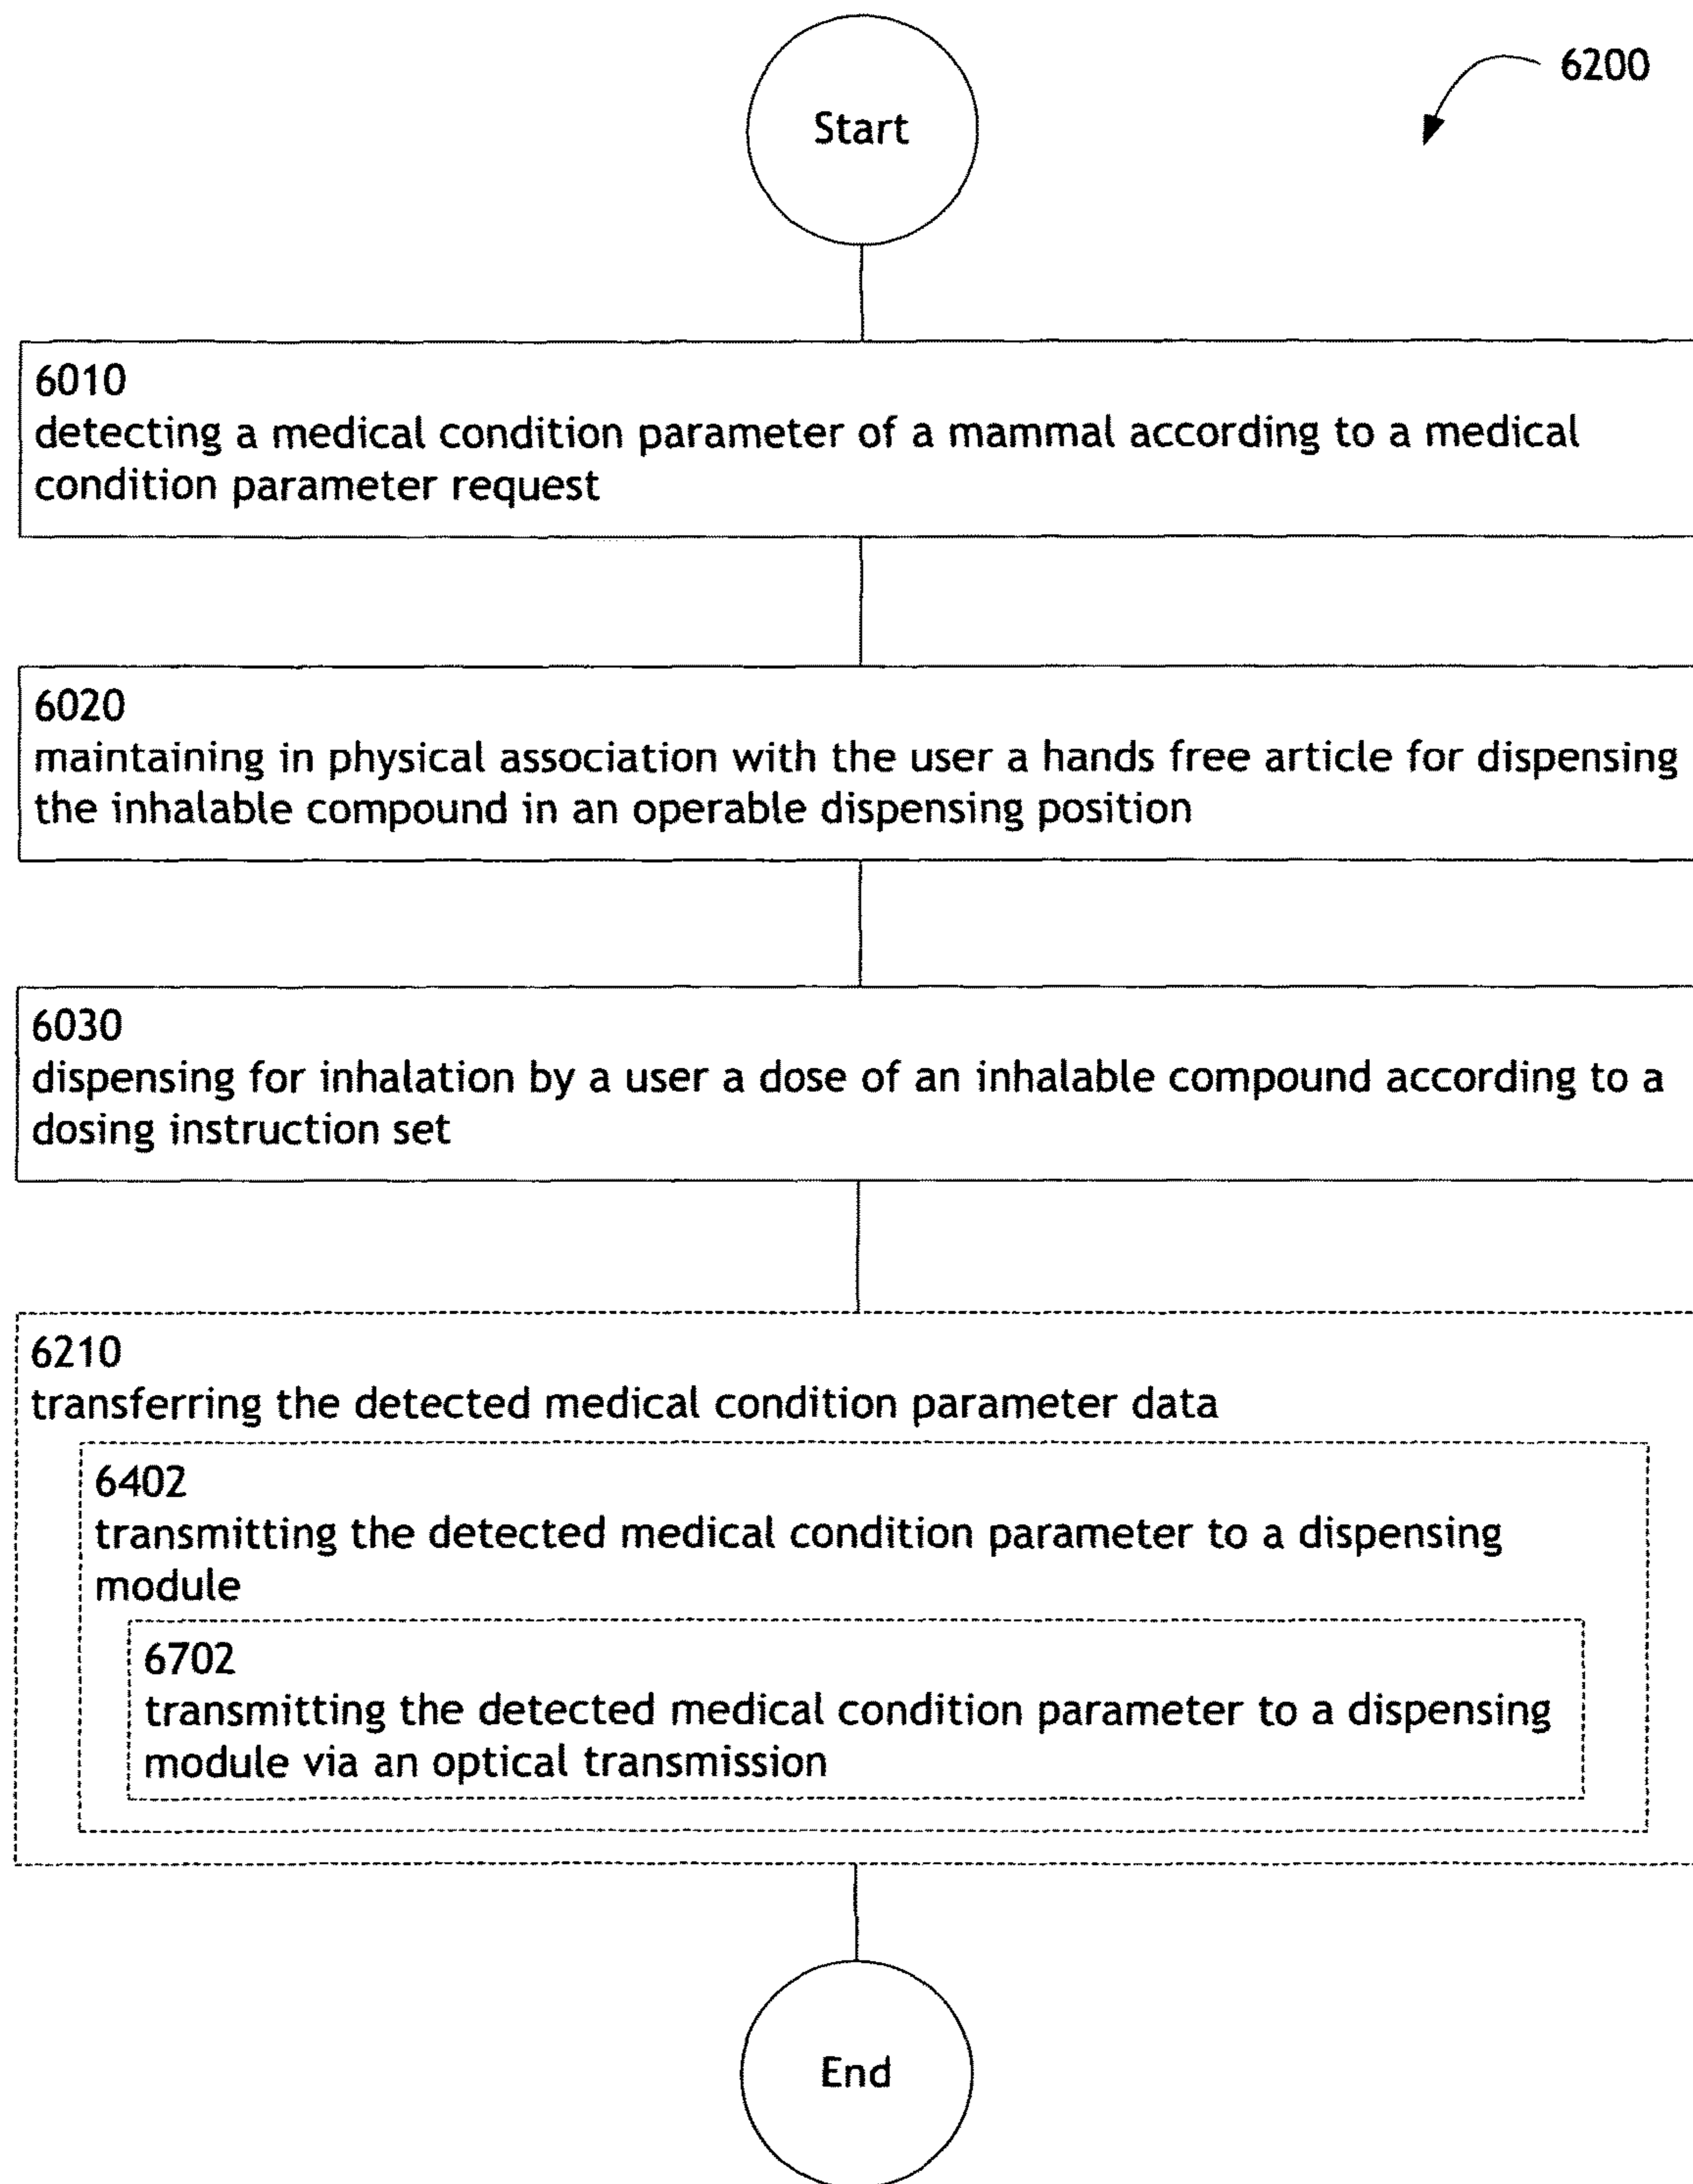 Start
6200
6010
detecting a medical condition parameter of a mammal according to a medical
condition parameter request
6020
maintaining in physical association with the user a hands free article for dispensing
the inhalable compound in an operable dispensing position
6030
dispensing for inhalation by a user a dose of an inhalable compound according to a
dosing instruction set
6210
transferring the detected medical condition parameter data
6402
transmitting the detected medical condition parameter to a dispensing
module
6702
transmitting the detected medical condition parameter to a dispensing
module via an optical transmission
End